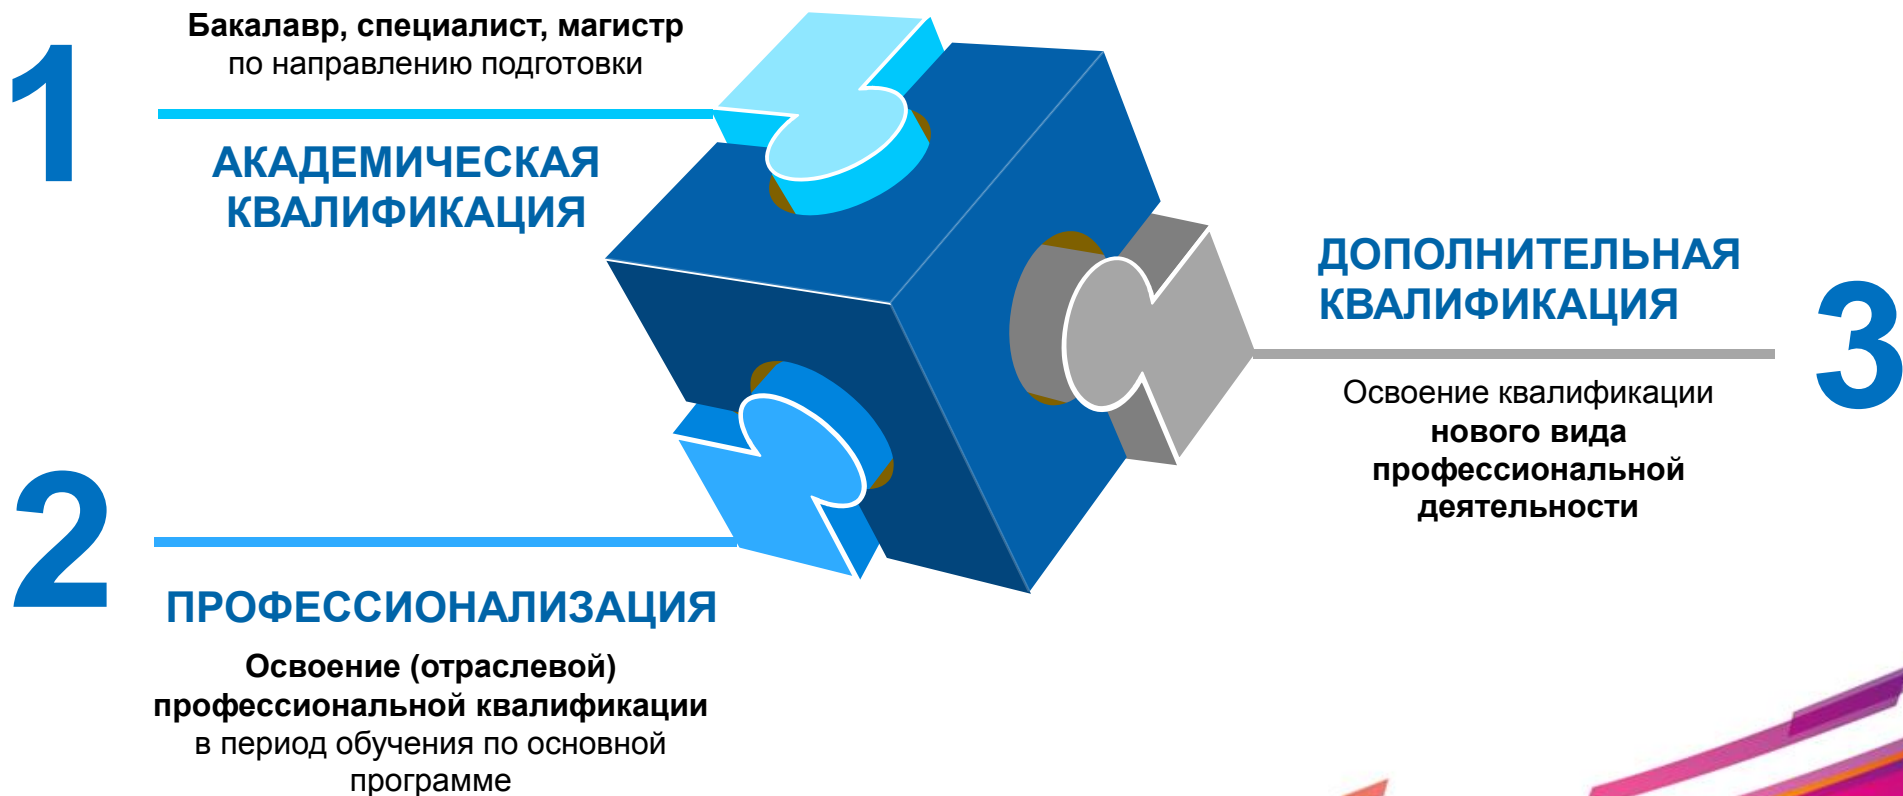 1
Бакалавр, специалист, магистр
по направлению подготовки
АКАДЕМИЧЕСКАЯ
КВАЛИФИКАЦИЯ
2
ПРОФЕССИОНАЛИЗАЦИЯ
Освоение (отраслевой)
профессиональной квалификации
в период обучения по основной
программе
ДОПОЛНИТЕЛЬНАЯ
КВАЛИФИКАЦИЯ
3
Освоение квалификации
нового вида
профессиональной
деятельности